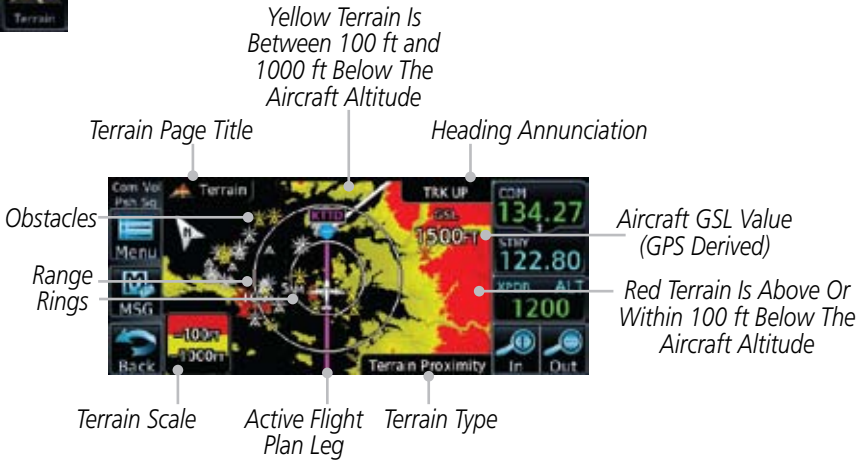 Terrain
Yellow Terrain Is
Between 100 ft and
1000 ft Below The
Aircraft Altitude
Terrain Page Title
Heading Annunciation
Obstacles
Range
Rings
Aircraft GSL Value
(GPS Derived)
Red Terrain Is Above Or
Within 100 ft Below The
Aircraft Altitude
Com Vol
Psh Sq
Terrain
TRK UP
COM
134.27
KTTD
GSL
1500FT
STBY
122.80
Menu
MSG
XPDR ALT
1200
-100FT
-1000FT
Back
Terrain Proximity
In
Out
Terrain Scale
Active Flight
Plan Leg
Terrain Type